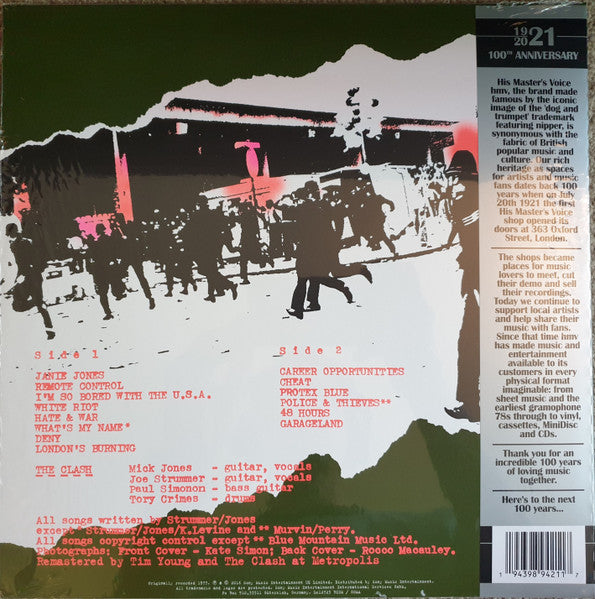 Side 1
JANIE JONES
REMOTE CONTROL
I'M SO BORED WITH THE U.S.A.
WHITE RIOT
HATE & WAR
WHAT'S MY NAME*
DENY
LONDON'S BURNING
Side 2
CAREER OPPORTUNITIES
CHEAT
PROTEX BLUE
POLICE & THIEVES**
48 HOURS
GARAGELAND
THE CLASH
Mick Jones - guitar, vocals
Joe Strummer - guitar, vocals
Paul Simonon - bass guitar
Tory Crimes - drums
All songs written by Strummer/Jones
except * Strummer/Jones/K.Levine and ** Murvin/Perry.
All songs copyright control except ** Blue Mountain Music Ltd.
Photographs: Front Cover - Kate Simon; Back Cover - Rocco Macauley.
Remastered by Tim Young and The Clash at Metropolis
1921
2021
100TH ANNIVERSARY
His Master's Voice
hmv, the brand made
famous by the iconic
image of the 'dog and
trumpet' trademark
featuring nipper, is
synonymous with the
fabric of British
popular music and
culture. Our rich
heritage as spaces
for artists and music
fans dates back 100
years when on July
20th 1921 the first
His Master's Voice
shop opened its
doors at 363 Oxford
Street, London.
The shops became
places for music
lovers to meet, cut
their demo and sell
their recordings.
Today we continue to
support local artists
and help share their
music with fans.
Since that time hmv
has made music and
entertainment
available to its
customers in every
physical format
imaginable: from
sheet music and the
earliest gramophone
78s through to vinyl,
cassettes, MiniDisc
and CDs.
Thank you for an
incredible 100 years
of loving music
together.
Here's to the next
100 years...
1 94398 94211 7